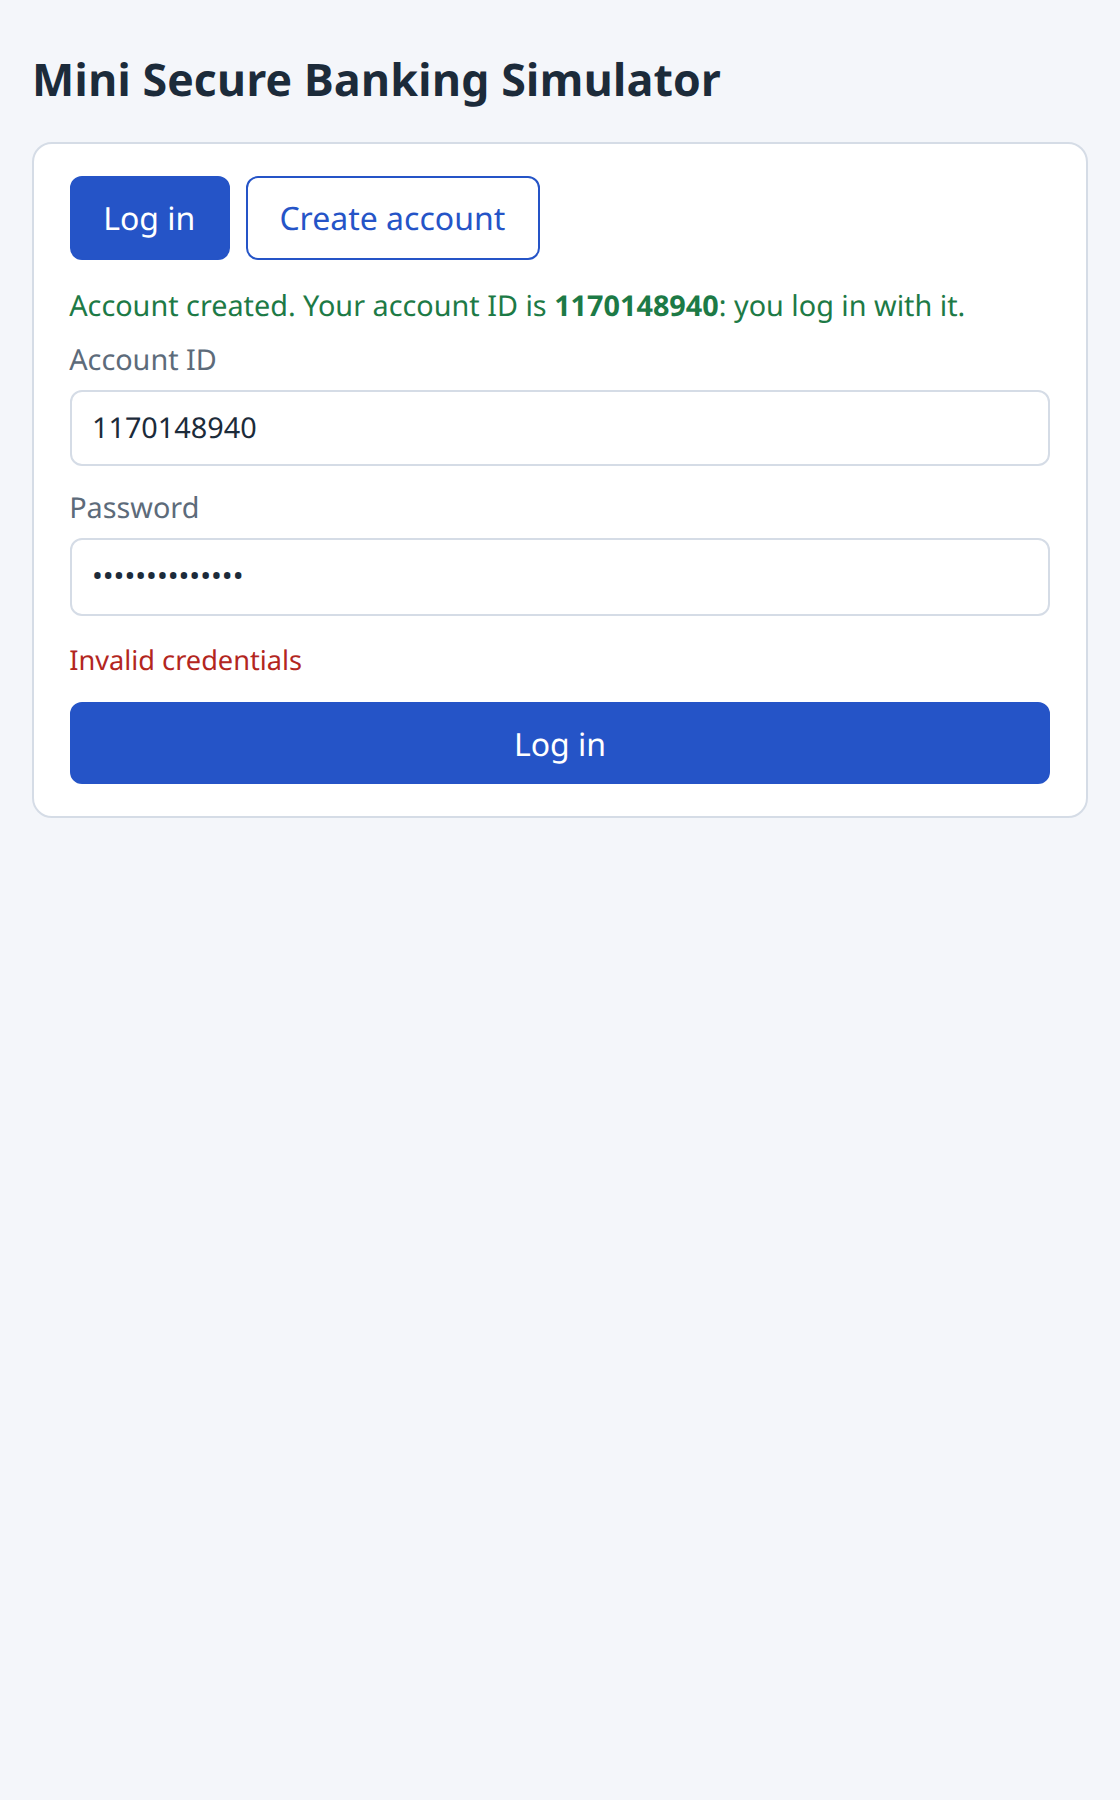 Mini Secure Banking Simulator
Log in
Create account
Account created. Your account ID is 1170148940: you log in with it.
Account ID
1170148940
Password
••••••••••••••
Invalid credentials
Log in